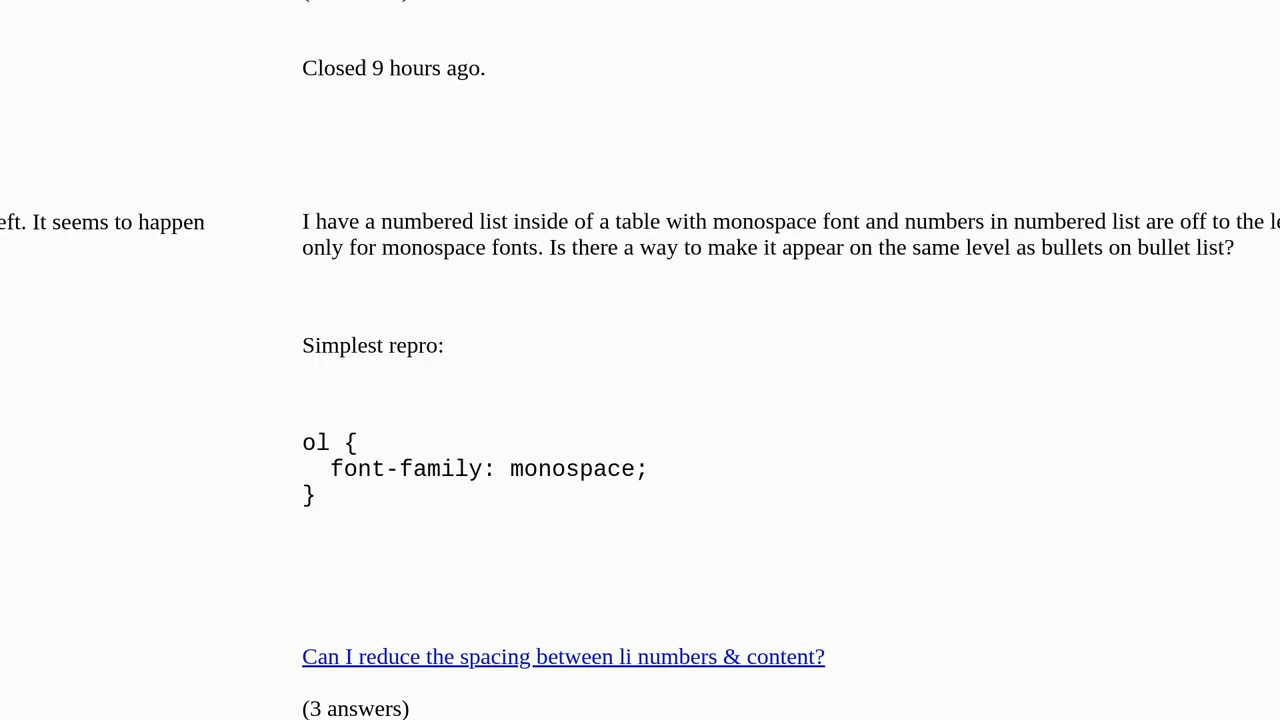 Closed 9 hours ago.
eft. It seems to happen
I have a numbered list inside of a table with monospace font and numbers in numbered list are off to the le
only for monospace fonts. Is there a way to make it appear on the same level as bullets on bullet list?
Simplest repro:
ol {
  font-family: monospace;
}
Can I reduce the spacing between li numbers & content?
(3 answers)